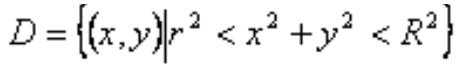 D = {(x, y)|r² < x² + y² < R²}